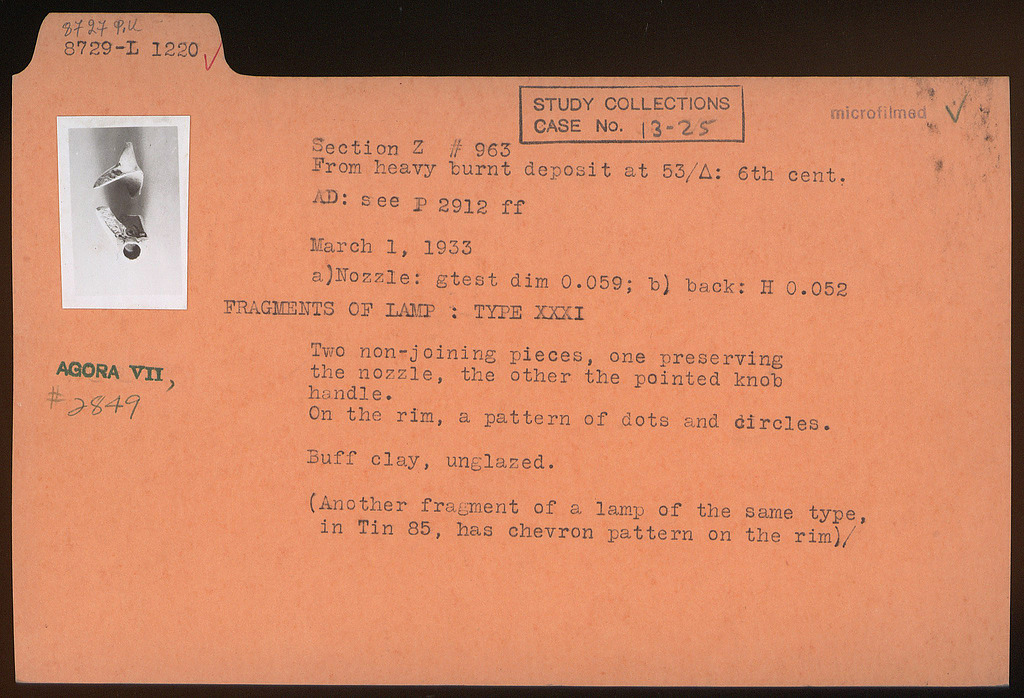 8727 P.U
8729-L 1220 ✓
STUDY COLLECTIONS
CASE No. 13-25
microfilmed ✓
Section Z # 963
From heavy burnt deposit at 53/Δ: 6th cent.
AD: see P 2912 ff
March 1, 1933
a)Nozzle: gtest dim 0.059; b) back: H 0.052
FRAGMENTS OF LAMP : TYPE XXXI
Two non-joining pieces, one preserving
the nozzle, the other the pointed knob
handle.
On the rim, a pattern of dots and circles.
AGORA VII,
# 2849
Buff clay, unglazed.
(Another fragment of a lamp of the same type,
in Tin 85, has chevron pattern on the rim)/